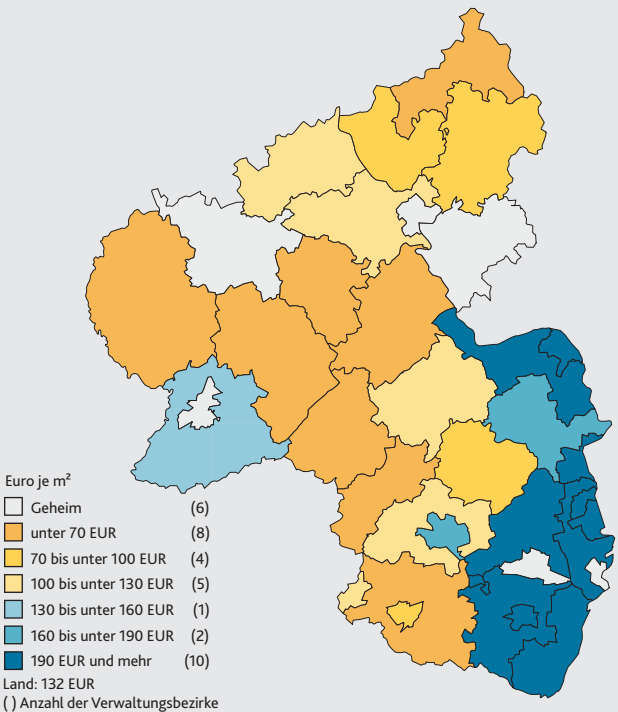 Euro je m²
Geheim (6)
unter 70 EUR (8)
70 bis unter 100 EUR (4)
100 bis unter 130 EUR (5)
130 bis unter 160 EUR (1)
160 bis unter 190 EUR (2)
190 EUR und mehr (10)
Land: 132 EUR
( ) Anzahl der Verwaltungsbezirke